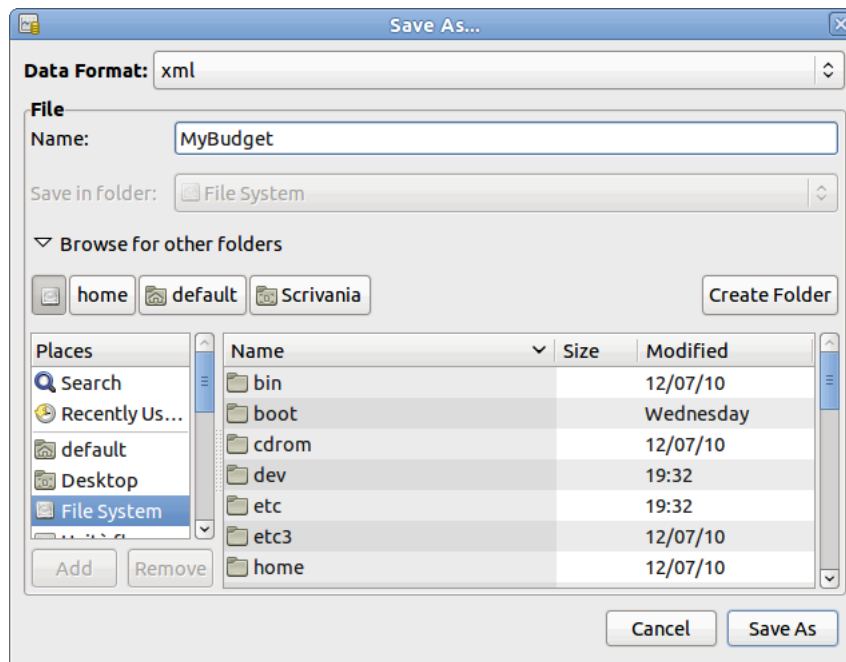 Save As...
Data Format: xml
File
Name: MyBudget
Save in folder: File System
Browse for other folders
home default Scrivania Create Folder
Places Name Size Modified
Search bin 12/07/10
Recently Us... boot Wednesday
default cdrom 12/07/10
Desktop dev 19:32
File System etc 19:32
etc3 12/07/10
Add Remove home 12/07/10
Cancel Save As